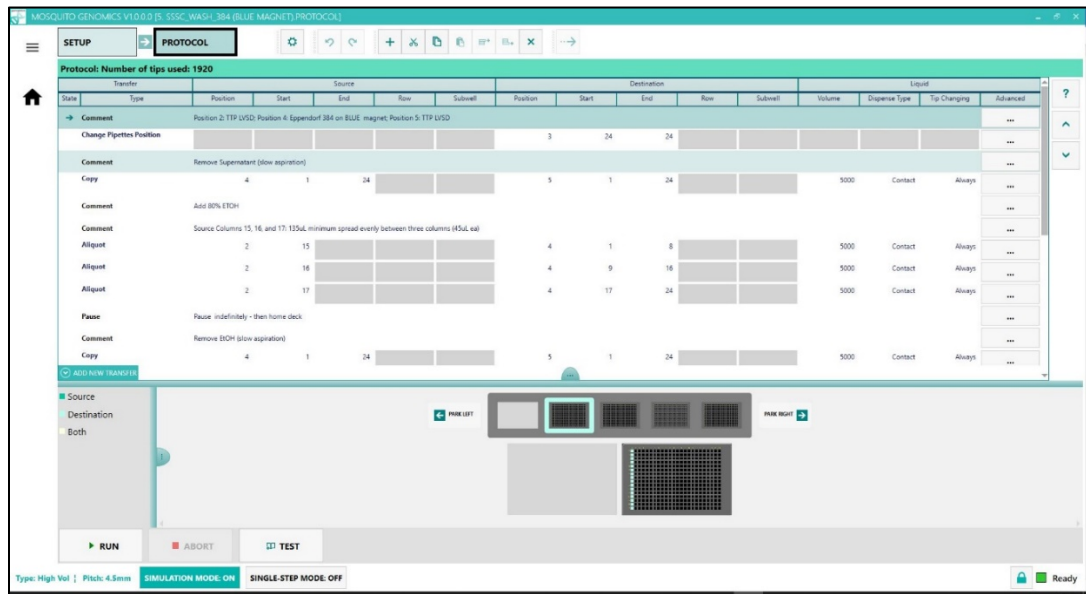 MOSQUITO GENOMICS V1.0.0.0 [5. SSSC_WASH_384 (BLUE MAGNET).PROTOCOL]
SETUP PROTOCOL
Protocol: Number of tips used: 1920
Transfer Source Destination Liquid
State Type Position Start End Row Subwell Position Start End Row Subwell Volume Dispense Type Tip Changing Advanced
Comment Position 2: TTP LVSD; Position 4: Eppendorf 384 on BLUE magnet; Position 5: TTP LVSD ...
Change Pipettes Position 3 24 24 ...
Comment Remove Supernatant (slow aspiration) ...
Copy 4 1 24 5 1 24 5000 Contact Always ...
Comment Add 80% ETOH ...
Comment Source Columns 15, 16, and 17: 135uL minimum spread evenly between three columns (45uL ea) ...
Aliquot 2 15 4 1 8 5000 Contact Always ...
Aliquot 2 16 4 9 16 5000 Contact Always ...
Aliquot 2 17 4 17 24 5000 Contact Always ...
Pause Pause indefinitely - then home deck ...
Comment Remove EtOH (slow aspiration) ...
Copy 4 1 24 5 1 24 5000 Contact Always ...
ADD NEW TRANSFER
Source
Destination
Both
PARK LEFT PARK RIGHT
RUN ABORT TEST
Type: High Vol ¦ Pitch: 4.5mm SIMULATION MODE: ON SINGLE-STEP MODE: OFF Ready
?